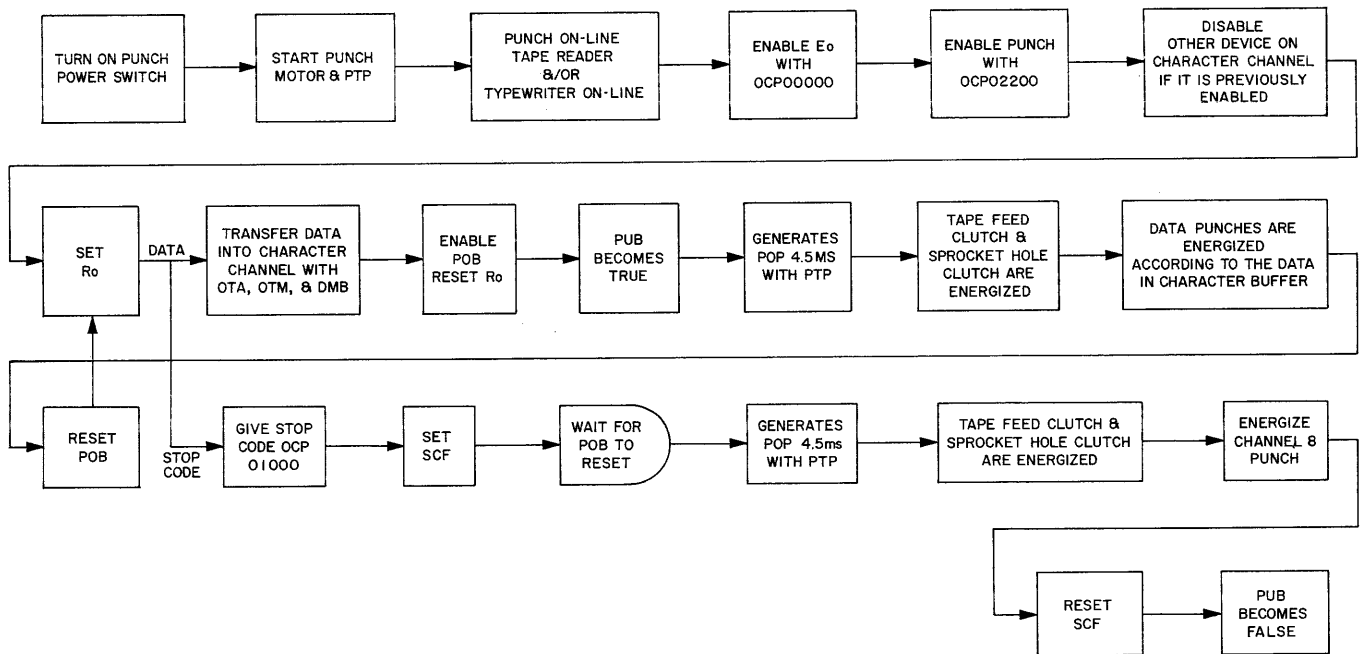 TURN ON PUNCH
POWER SWITCH
START PUNCH
MOTOR & PTP
PUNCH ON-LINE
TAPE READER
&/OR
TYPEWRITER ON-LINE
ENABLE Eo
WITH
OCP00000
ENABLE PUNCH
WITH
OCP02200
DISABLE
OTHER DEVICE ON
CHARACTER CHANNEL
IF IT IS PREVIOUSLY
ENABLED
SET
Ro
DATA
TRANSFER DATA
INTO CHARACTER
CHANNEL WITH
OTA, OTM, & DMB
ENABLE
POB
RESET Ro
PUB
BECOMES
TRUE
GENERATES
POP 4.5MS
WITH PTP
TAPE FEED
CLUTCH &
SPROCKET HOLE
CLUTCH ARE
ENERGIZED
DATA PUNCHES ARE
ENERGIZED
ACCORDING TO THE DATA
IN CHARACTER BUFFER
RESET
POB
STOP
CODE
GIVE STOP
CODE OCP
01000
SET
SCF
WAIT FOR
POB TO
RESET
GENERATES
POP 4.5ms
WITH PTP
TAPE FEED CLUTCH &
SPROCKET HOLE CLUTCH
ARE ENERGIZED
ENERGIZE
CHANNEL 8
PUNCH
RESET
SCF
PUB
BECOMES
FALSE